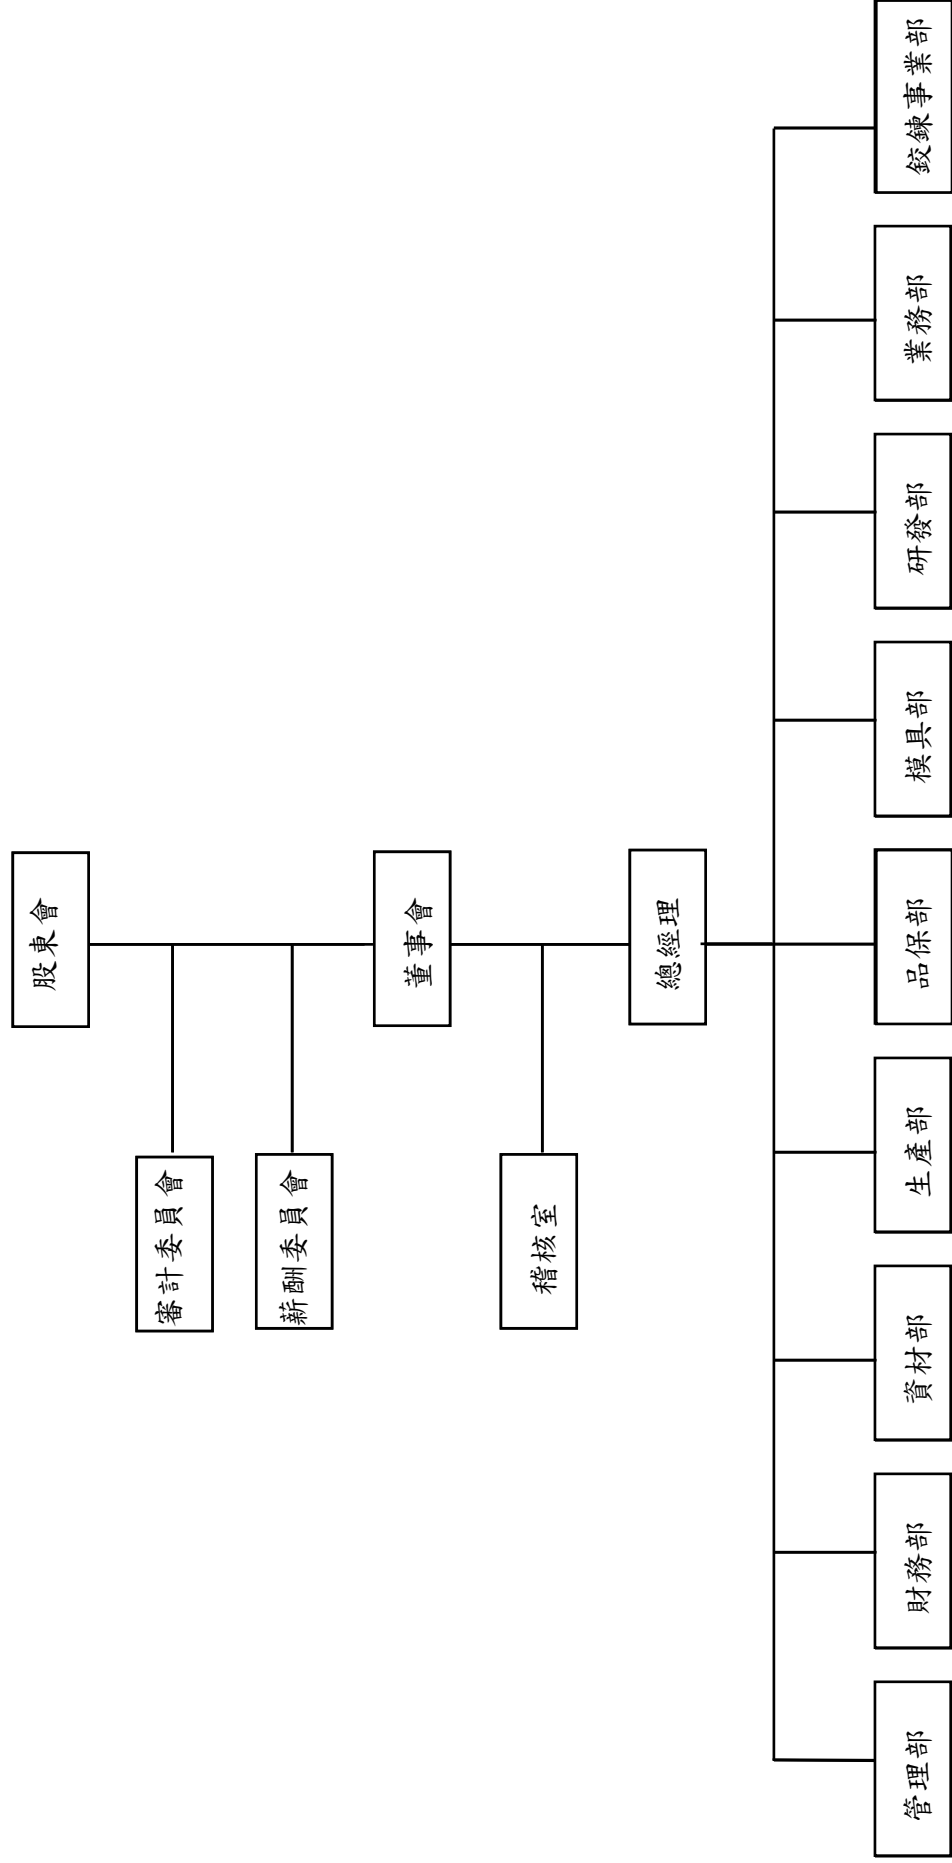 股東會
審計委員會
薪酬委員會
董事會
稽核室
總經理
管理部
財務部
資材部
生產部
品保部
模具部
研發部
業務部
鉸鍊事業部